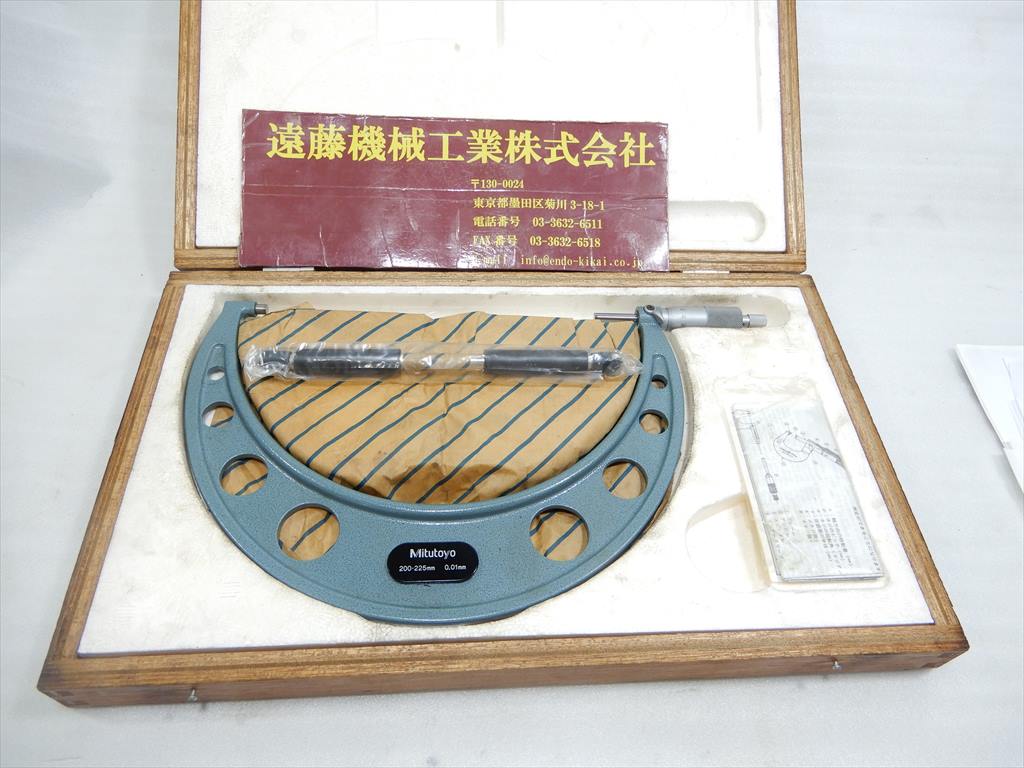 遠藤機械工業株式会社
〒130-0024
東京都墨田区菊川3-18-1
電話番号 03-3632-6511
FAX番号 03-3632-6518
E-mail info@endo-kikai.co.jp
Mitutoyo
200-225mm 0.01mm